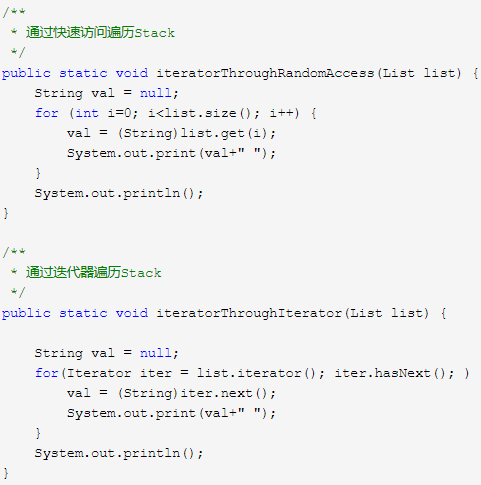 /**
 * 通过快速访问遍历Stack
 */
public static void iteratorThroughRandomAccess(List list) {
    String val = null;
    for (int i=0; i<list.size(); i++) {
        val = (String)list.get(i);
        System.out.print(val+" ");
    }
    System.out.println();
}

/**
 * 通过迭代器遍历Stack
 */
public static void iteratorThroughIterator(List list) {

    String val = null;
    for(Iterator iter = list.iterator(); iter.hasNext(); )
        val = (String)iter.next();
        System.out.print(val+" ");
    }
    System.out.println();
}